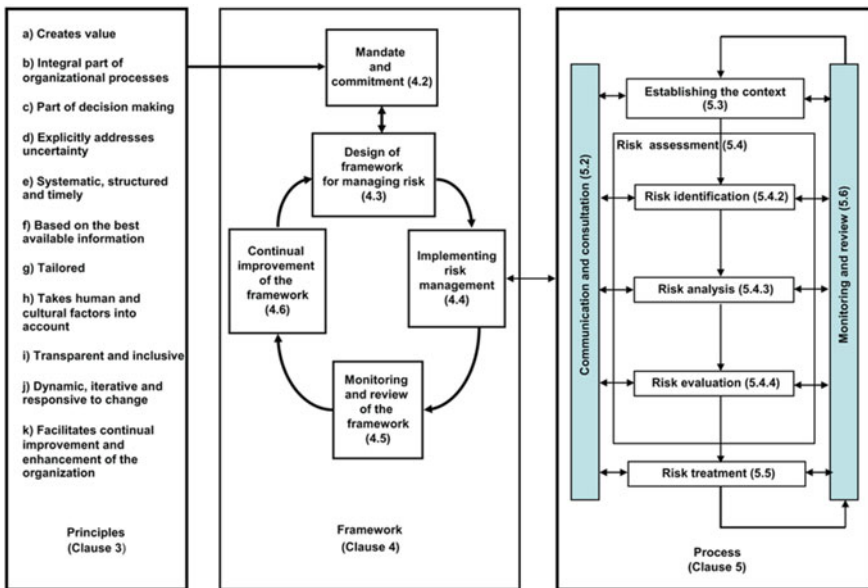 a) Creates value
b) Integral part of
organizational processes
c) Part of decision making
d) Explicitly addresses
uncertainty
e) Systematic, structured
and timely
f) Based on the best
available information
g) Tailored
h) Takes human and
cultural factors into
account
i) Transparent and inclusive
j) Dynamic, iterative and
responsive to change
k) Facilitates continual
improvement and
enhancement of the
organization
Principles
(Clause 3)
Mandate
and
commitment (4.2)
Design of
framework
for managing risk
(4.3)
Continual
improvement
of the
framework
(4.6)
Implementing
risk
management
(4.4)
Monitoring
and review
of the
framework
(4.5)
Framework
(Clause 4)
Communication and consultation (5.2)
Establishing the context
(5.3)
Risk assessment (5.4)
Risk identification (5.4.2)
Risk analysis (5.4.3)
Risk evaluation (5.4.4)
Risk treatment (5.5)
Monitoring and review (5.6)
Process
(Clause 5)